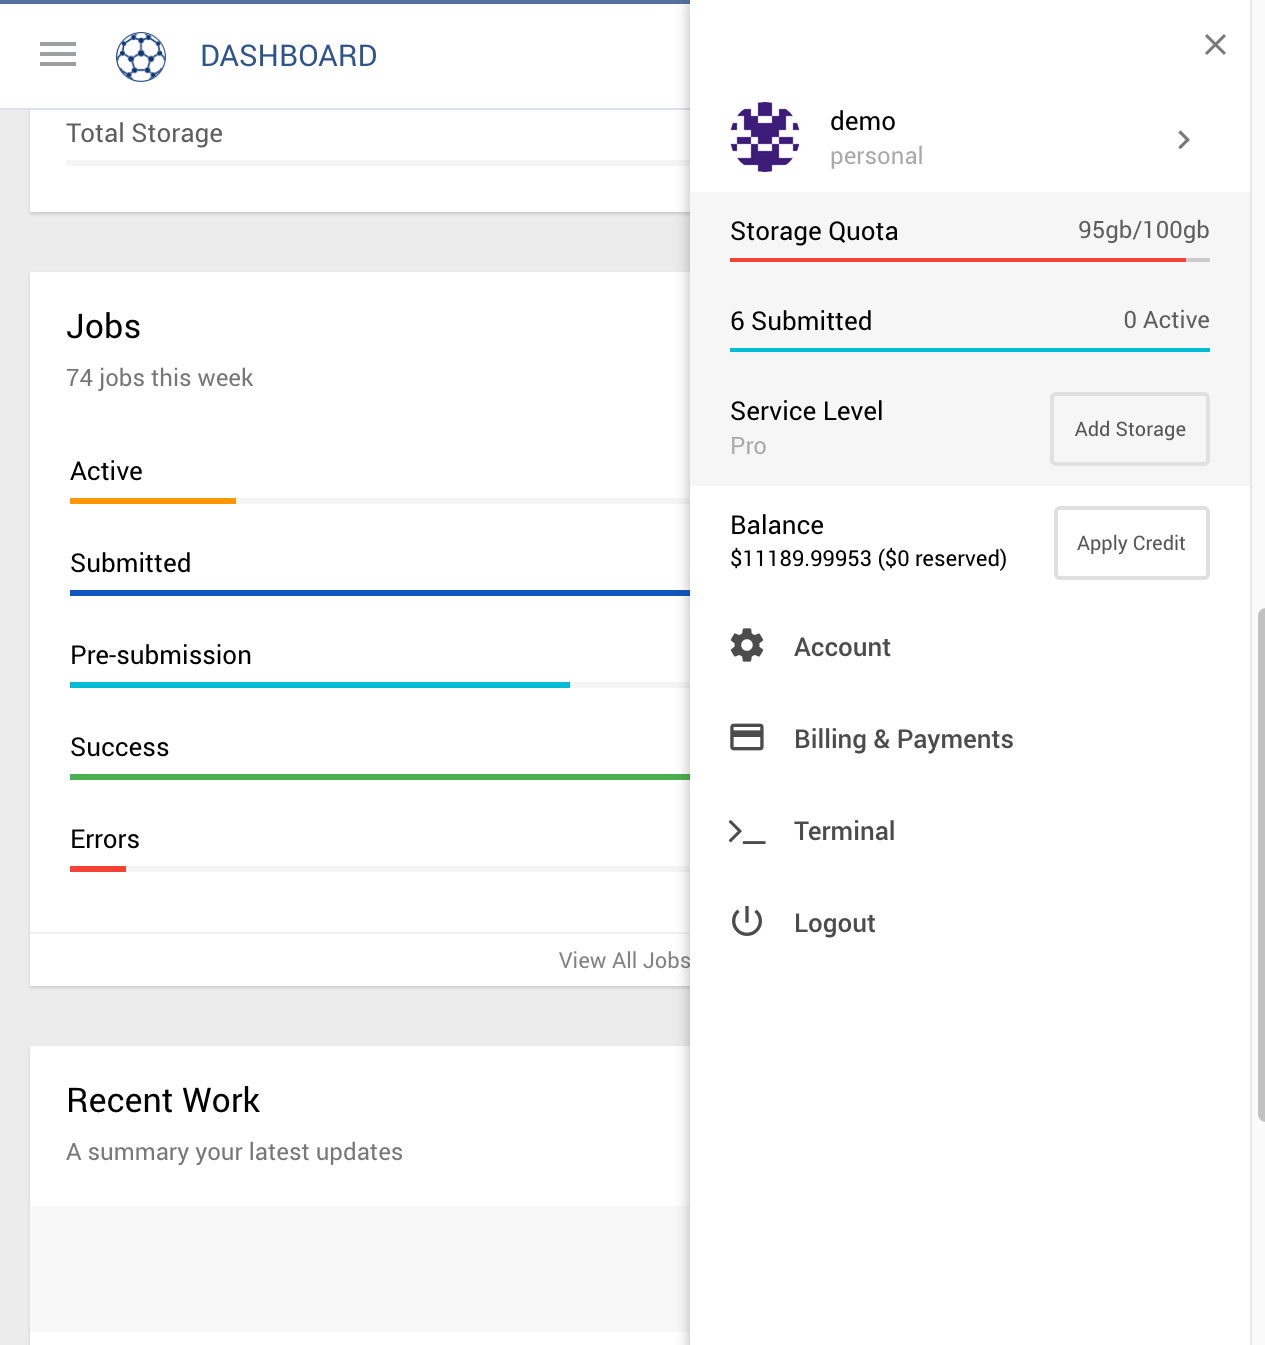 DASHBOARD
Total Storage
Jobs
74 jobs this week
Active
Submitted
Pre-submission
Success
Errors
View All Jobs
Recent Work
A summary your latest updates
demo
personal
Storage Quota 95gb/100gb
6 Submitted 0 Active
Service Level
Pro
Add Storage
Balance
$11189.99953 ($0 reserved)
Apply Credit
Account
Billing & Payments
Terminal
Logout